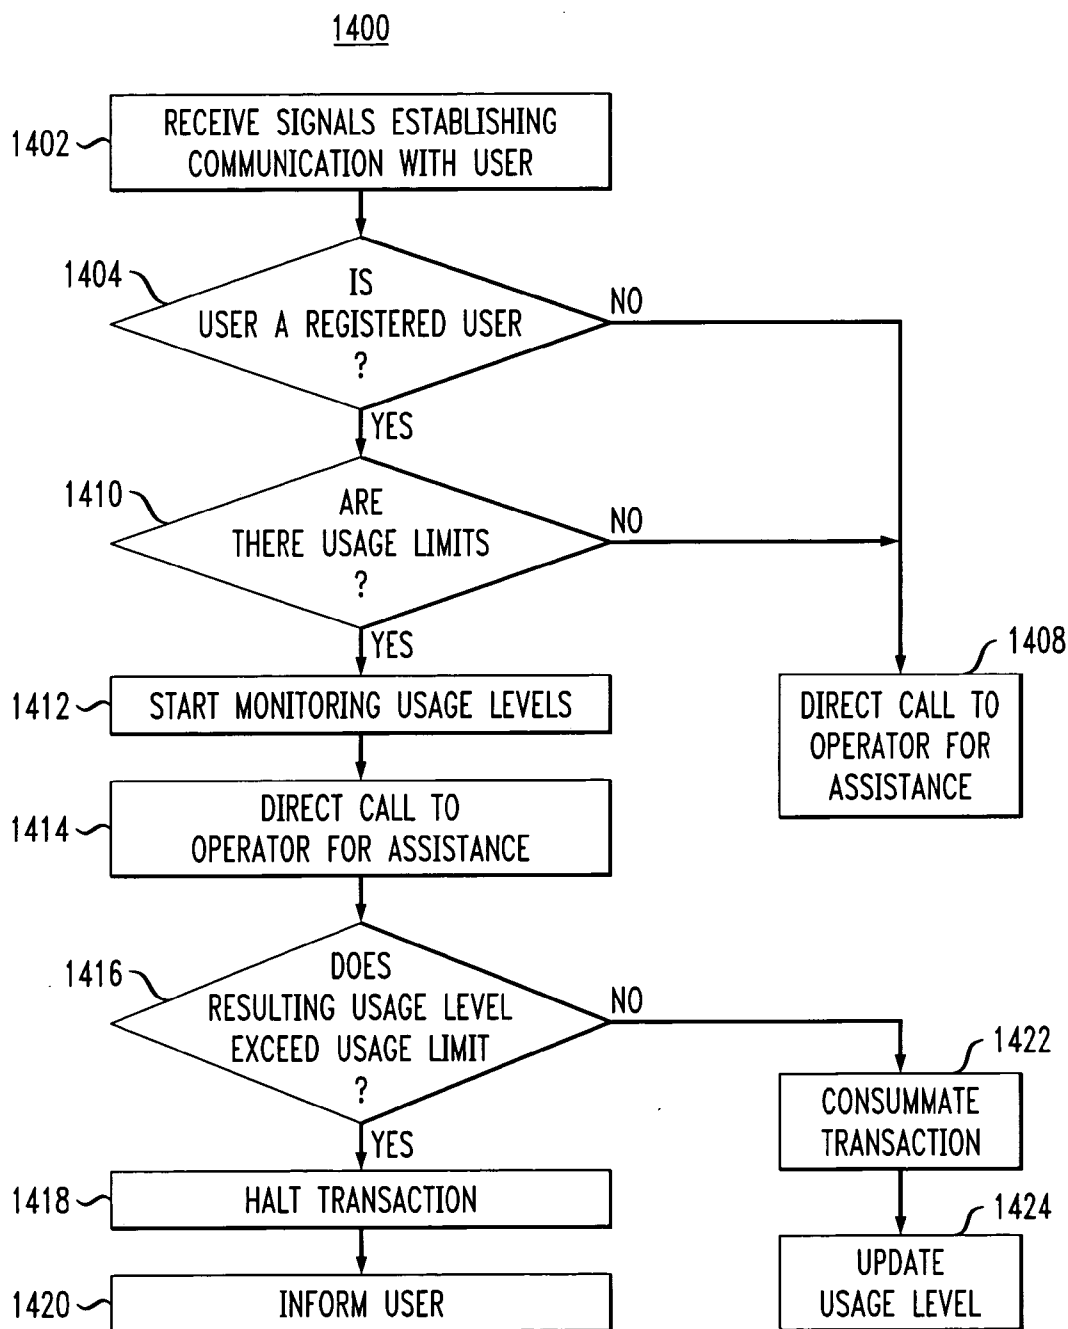 1400
1402
RECEIVE SIGNALS ESTABLISHING
COMMUNICATION WITH USER
1404
IS
USER A REGISTERED USER
?
NO
YES
1410
ARE
THERE USAGE LIMITS
?
NO
YES
1408
DIRECT CALL TO
OPERATOR FOR
ASSISTANCE
1412
START MONITORING USAGE LEVELS
1414
DIRECT CALL TO
OPERATOR FOR ASSISTANCE
1416
DOES
RESULTING USAGE LEVEL
EXCEED USAGE LIMIT
?
NO
YES
1422
CONSUMMATE
TRANSACTION
1418
HALT TRANSACTION
1424
UPDATE
USAGE LEVEL
1420
INFORM USER